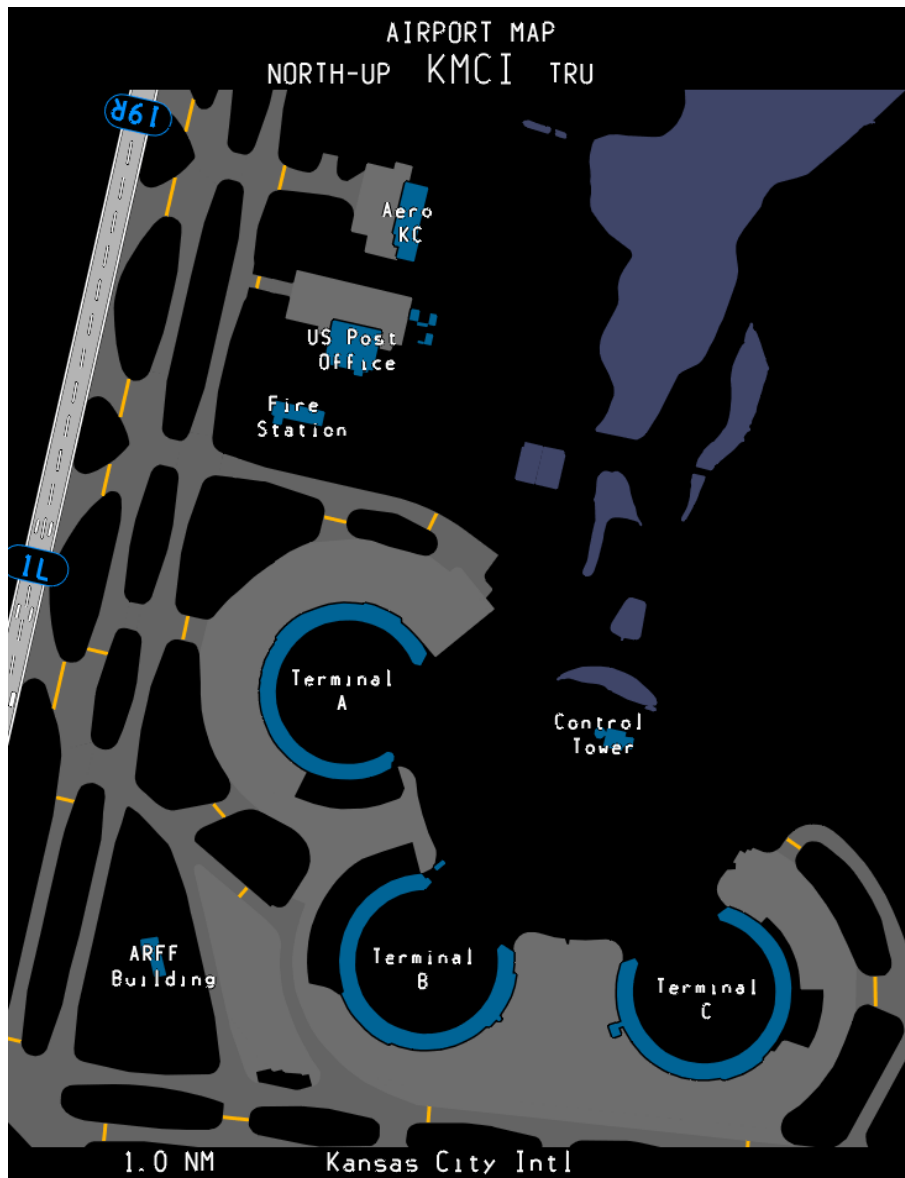 AIRPORT MAP
NORTH-UP KMCI TRU
19R
Aero
KC
US Post
Office
Fire
Station
1L
Terminal
A
Control
Tower
ARFF
Building
Terminal
B
Terminal
C
1.0 NM Kansas City Intl